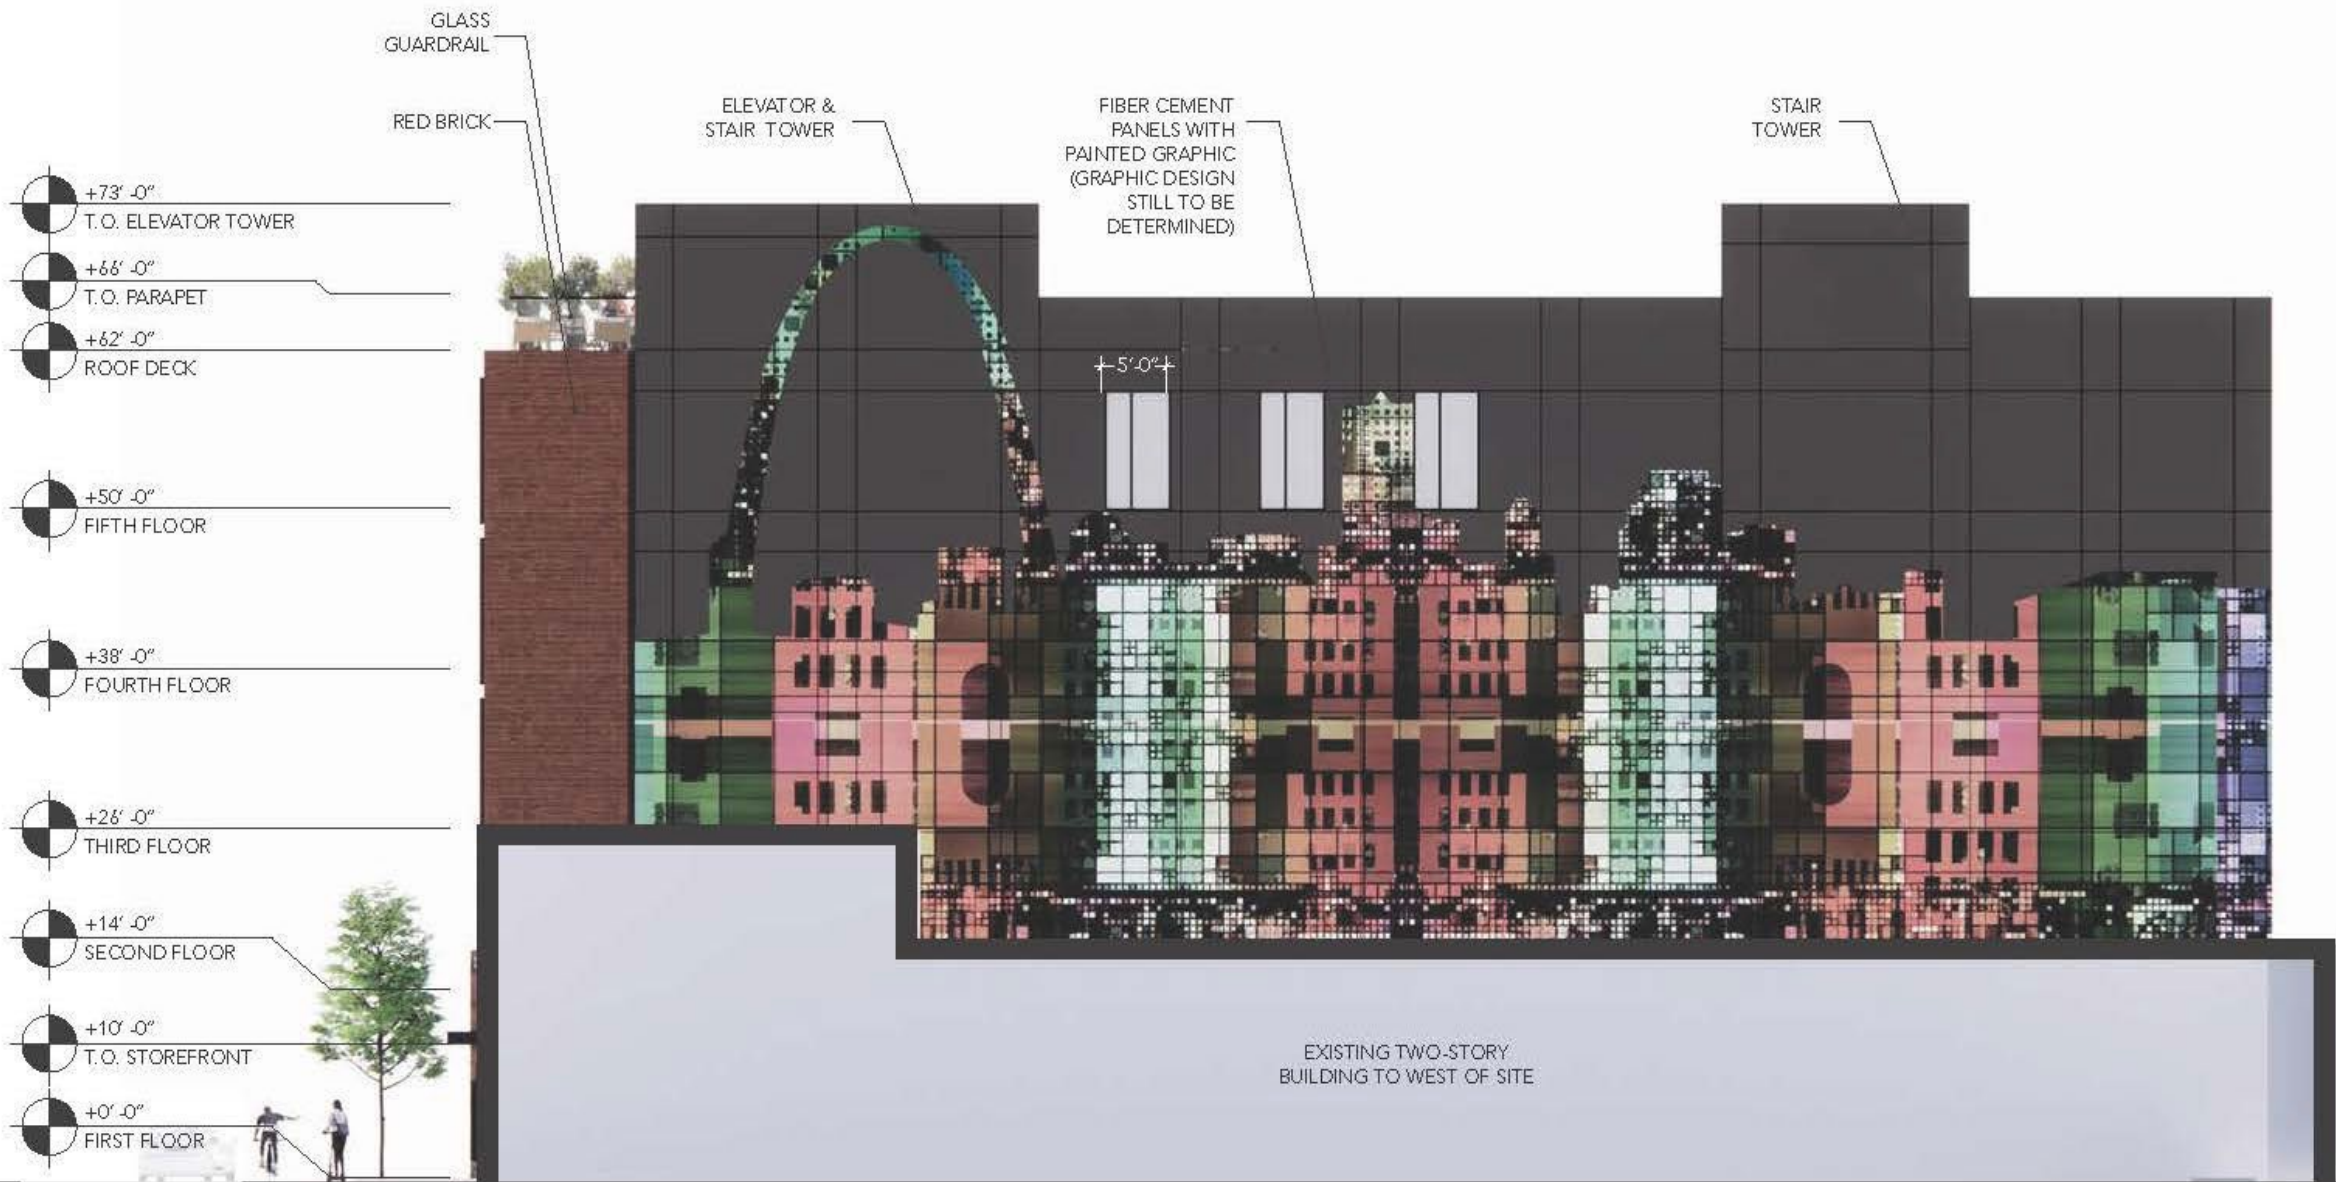 GLASS
GUARDRAIL
RED BRICK
ELEVATOR &
STAIR TOWER
FIBER CEMENT
PANELS WITH
PAINTED GRAPHIC
(GRAPHIC DESIGN
STILL TO BE
DETERMINED)
STAIR
TOWER
+73'-0"
T.O. ELEVATOR TOWER
+66'-0"
T.O. PARAPET
+62'-0"
ROOF DECK
5'-0"
+50'-0"
FIFTH FLOOR
+38'-0"
FOURTH FLOOR
+26'-0"
THIRD FLOOR
+14'-0"
SECOND FLOOR
+10'-0"
T.O. STOREFRONT
+0'-0"
FIRST FLOOR
EXISTING TWO-STORY
BUILDING TO WEST OF SITE